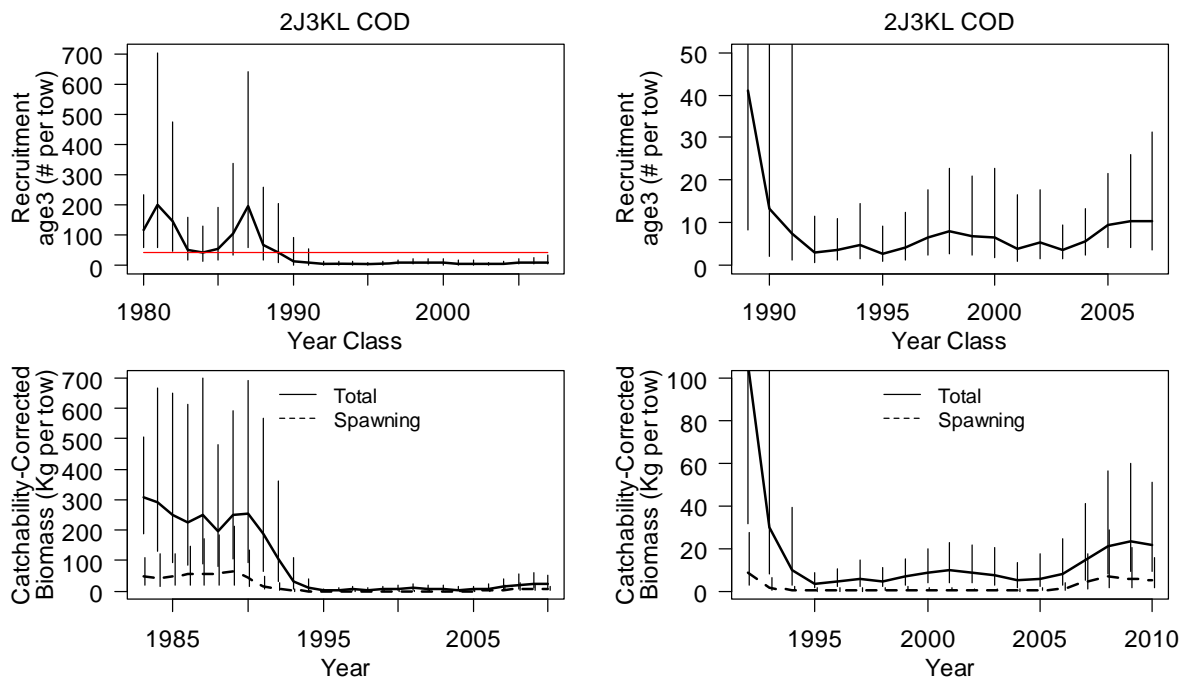 2J3KL COD
Recruitment
age3 (# per tow)
700
600
500
400
300
200
100
0
1980
1990
2000
Year Class
2J3KL COD
Recruitment
age3 (# per tow)
50
40
30
20
10
0
1990
1995
2000
2005
Year Class
Catchability-Corrected
Biomass (Kg per tow)
700
600
500
400
300
200
100
0
Total
Spawning
1985
1995
2005
Year
Catchability-Corrected
Biomass (Kg per tow)
100
80
60
40
20
0
Total
Spawning
1995
2000
2005
2010
Year